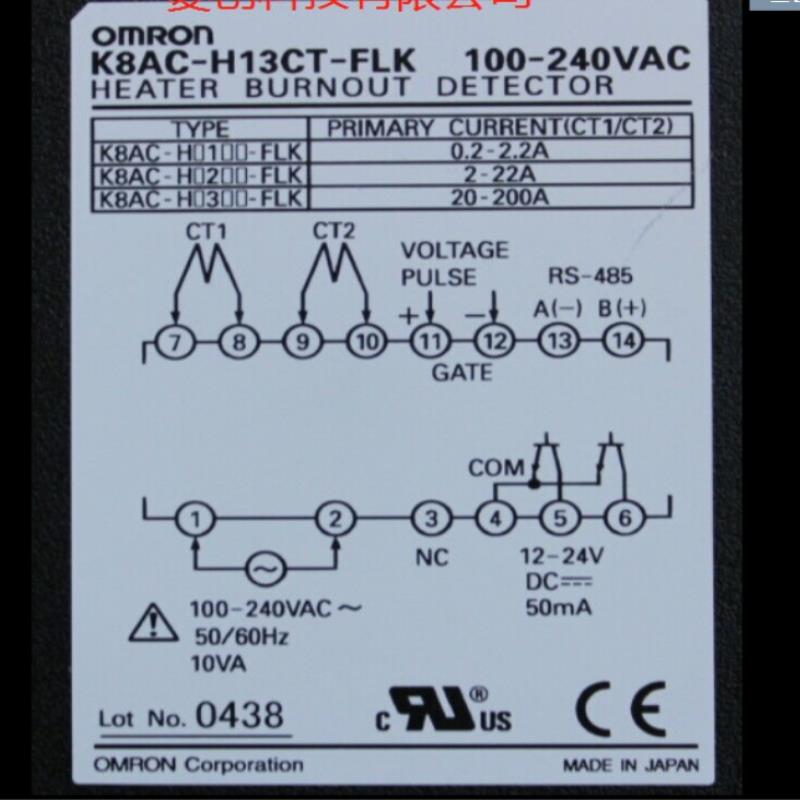 OMRON
K8AC-H13CT-FLK 100-240VAC
HEATER BURNOUT DETECTOR
TYPE PRIMARY CURRENT(CT1/CT2)
K8AC-H□1□□-FLK 0.2-2.2A
K8AC-H□2□□-FLK 2-22A
K8AC-H□3□□-FLK 20-200A
CT1 CT2
VOLTAGE
PULSE RS-485
+ − A(−) B(+)
7 8 9 10 11 12 13 14
GATE
COM
1 2 3 4 5 6
NC 12-24V
DC⎓
50mA
100-240VAC~
50/60Hz
10VA
Lot No. 0438 c RU® US CE
OMRON Corporation MADE IN JAPAN